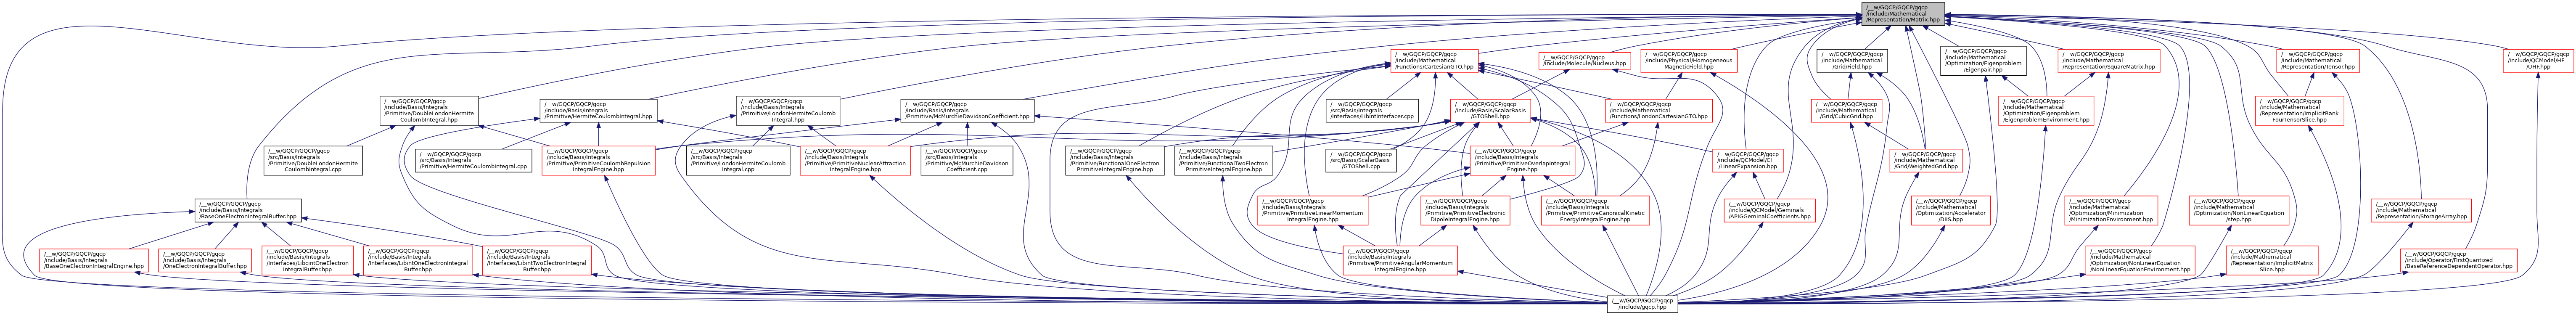 /__w/GQCP/GQCP/gqcp
/include/Mathematical
/Representation/Matrix.hpp
/__w/GQCP/GQCP/gqcp
/include/Mathematical
/Functions/CartesianGTO.hpp
/__w/GQCP/GQCP/gqcp
/include/Molecule/Nucleus.hpp
/__w/GQCP/GQCP/gqcp
/include/Physical/Homogeneous
MagneticField.hpp
/__w/GQCP/GQCP/gqcp
/include/Mathematical
/Grid/Field.hpp
/__w/GQCP/GQCP/gqcp
/include/Mathematical
/Optimization/Eigenproblem
/Eigenpair.hpp
/__w/GQCP/GQCP/gqcp
/include/Mathematical
/Representation/SquareMatrix.hpp
/__w/GQCP/GQCP/gqcp
/include/Mathematical
/Representation/Tensor.hpp
/__w/GQCP/GQCP/gqcp
/include/QCModel/HF
/UHF.hpp
/__w/GQCP/GQCP/gqcp
/include/Basis/Integrals
/Primitive/DoubleLondonHermite
CoulombIntegral.hpp
/__w/GQCP/GQCP/gqcp
/include/Basis/Integrals
/Primitive/HermiteCoulombIntegral.hpp
/__w/GQCP/GQCP/gqcp
/include/Basis/Integrals
/Primitive/LondonHermiteCoulomb
Integral.hpp
/__w/GQCP/GQCP/gqcp
/include/Basis/Integrals
/Primitive/McMurchieDavidsonCoefficient.hpp
/__w/GQCP/GQCP/gqcp
/src/Basis/Integrals
/Interfaces/LibintInterfacer.cpp
/__w/GQCP/GQCP/gqcp
/include/Basis/ScalarBasis
/GTOShell.hpp
/__w/GQCP/GQCP/gqcp
/include/Mathematical
/Functions/LondonCartesianGTO.hpp
/__w/GQCP/GQCP/gqcp
/include/Mathematical
/Grid/CubicGrid.hpp
/__w/GQCP/GQCP/gqcp
/include/Mathematical
/Optimization/Eigenproblem
/EigenproblemEnvironment.hpp
/__w/GQCP/GQCP/gqcp
/include/Mathematical
/Representation/ImplicitRank
FourTensorSlice.hpp
/__w/GQCP/GQCP/gqcp
/src/Basis/Integrals
/Primitive/DoubleLondonHermite
CoulombIntegral.cpp
/__w/GQCP/GQCP/gqcp
/src/Basis/Integrals
/Primitive/HermiteCoulombIntegral.cpp
/__w/GQCP/GQCP/gqcp
/include/Basis/Integrals
/Primitive/PrimitiveCoulombRepulsion
IntegralEngine.hpp
/__w/GQCP/GQCP/gqcp
/src/Basis/Integrals
/Primitive/LondonHermiteCoulomb
Integral.cpp
/__w/GQCP/GQCP/gqcp
/include/Basis/Integrals
/Primitive/PrimitiveNuclearAttraction
IntegralEngine.hpp
/__w/GQCP/GQCP/gqcp
/src/Basis/Integrals
/Primitive/McMurchieDavidson
Coefficient.cpp
/__w/GQCP/GQCP/gqcp
/include/Basis/Integrals
/Primitive/FunctionalOneElectron
PrimitiveIntegralEngine.hpp
/__w/GQCP/GQCP/gqcp
/include/Basis/Integrals
/Primitive/FunctionalTwoElectron
PrimitiveIntegralEngine.hpp
/__w/GQCP/GQCP/gqcp
/src/Basis/ScalarBasis
/GTOShell.cpp
/__w/GQCP/GQCP/gqcp
/include/Basis/Integrals
/Primitive/PrimitiveOverlapIntegral
Engine.hpp
/__w/GQCP/GQCP/gqcp
/include/QCModel/CI
/LinearExpansion.hpp
/__w/GQCP/GQCP/gqcp
/include/Mathematical
/Grid/WeightedGrid.hpp
/__w/GQCP/GQCP/gqcp
/include/Basis/Integrals
/BaseOneElectronIntegralBuffer.hpp
/__w/GQCP/GQCP/gqcp
/include/Basis/Integrals
/Primitive/PrimitiveLinearMomentum
IntegralEngine.hpp
/__w/GQCP/GQCP/gqcp
/include/Basis/Integrals
/Primitive/PrimitiveElectronic
DipoleIntegralEngine.hpp
/__w/GQCP/GQCP/gqcp
/include/Basis/Integrals
/Primitive/PrimitiveCanonicalKinetic
EnergyIntegralEngine.hpp
/__w/GQCP/GQCP/gqcp
/include/QCModel/Geminals
/APIGGeminalCoefficients.hpp
/__w/GQCP/GQCP/gqcp
/include/Mathematical
/Optimization/Accelerator
/DIIS.hpp
/__w/GQCP/GQCP/gqcp
/include/Mathematical
/Optimization/Minimization
/MinimizationEnvironment.hpp
/__w/GQCP/GQCP/gqcp
/include/Mathematical
/Optimization/NonLinearEquation
/step.hpp
/__w/GQCP/GQCP/gqcp
/include/Mathematical
/Representation/StorageArray.hpp
/__w/GQCP/GQCP/gqcp
/include/Basis/Integrals
/BaseOneElectronIntegralEngine.hpp
/__w/GQCP/GQCP/gqcp
/include/Basis/Integrals
/OneElectronIntegralBuffer.hpp
/__w/GQCP/GQCP/gqcp
/include/Basis/Integrals
/Interfaces/LibcintOneElectron
IntegralBuffer.hpp
/__w/GQCP/GQCP/gqcp
/include/Basis/Integrals
/Interfaces/LibintOneElectronIntegral
Buffer.hpp
/__w/GQCP/GQCP/gqcp
/include/Basis/Integrals
/Interfaces/LibintTwoElectronIntegral
Buffer.hpp
/__w/GQCP/GQCP/gqcp
/include/Basis/Integrals
/Primitive/PrimitiveAngularMomentum
IntegralEngine.hpp
/__w/GQCP/GQCP/gqcp
/include/Mathematical
/Optimization/NonLinearEquation
/NonLinearEquationEnvironment.hpp
/__w/GQCP/GQCP/gqcp
/include/Mathematical
/Representation/ImplicitMatrix
Slice.hpp
/__w/GQCP/GQCP/gqcp
/include/Operator/FirstQuantized
/BaseReferenceDependentOperator.hpp
/__w/GQCP/GQCP/gqcp
/include/gqcp.hpp